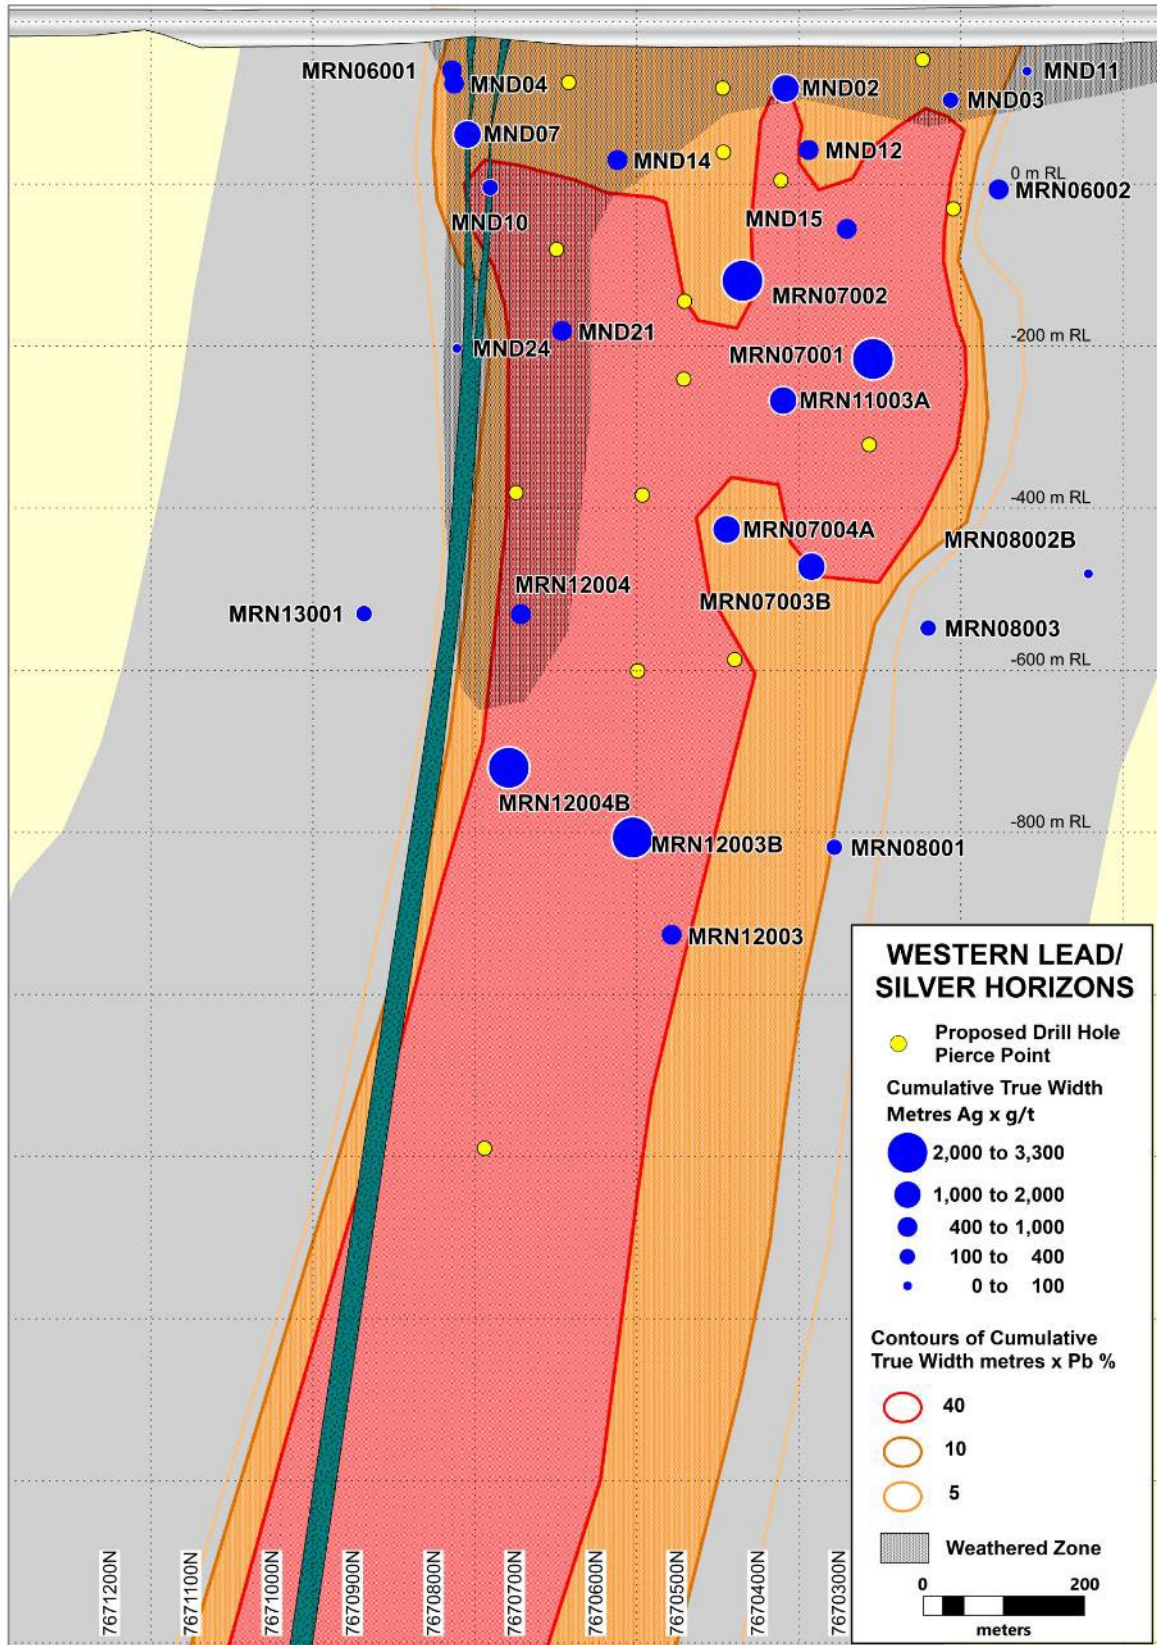 MRN06001
MND04
MND02
MND11
MND03
MND07
MND14
MND12
0 m RL
MRN06002
MND10
MND15
MRN07002
MND21
MND24
-200 m RL
MRN07001
MRN11003A
-400 m RL
MRN07004A
MRN08002B
MRN12004
MRN07003B
MRN13001
MRN08003
-600 m RL
MRN12004B
-800 m RL
MRN12003B
MRN08001
MRN12003
WESTERN LEAD/
SILVER HORIZONS
Proposed Drill Hole
Pierce Point
Cumulative True Width
Metres Ag x g/t
2,000 to 3,300
1,000 to 2,000
400 to 1,000
100 to 400
0 to 100
Contours of Cumulative
True Width metres x Pb %
40
10
5
Weathered Zone
0 200
meters
7671200N
7671100N
7671000N
7670900N
7670800N
7670700N
7670600N
7670500N
7670400N
7670300N